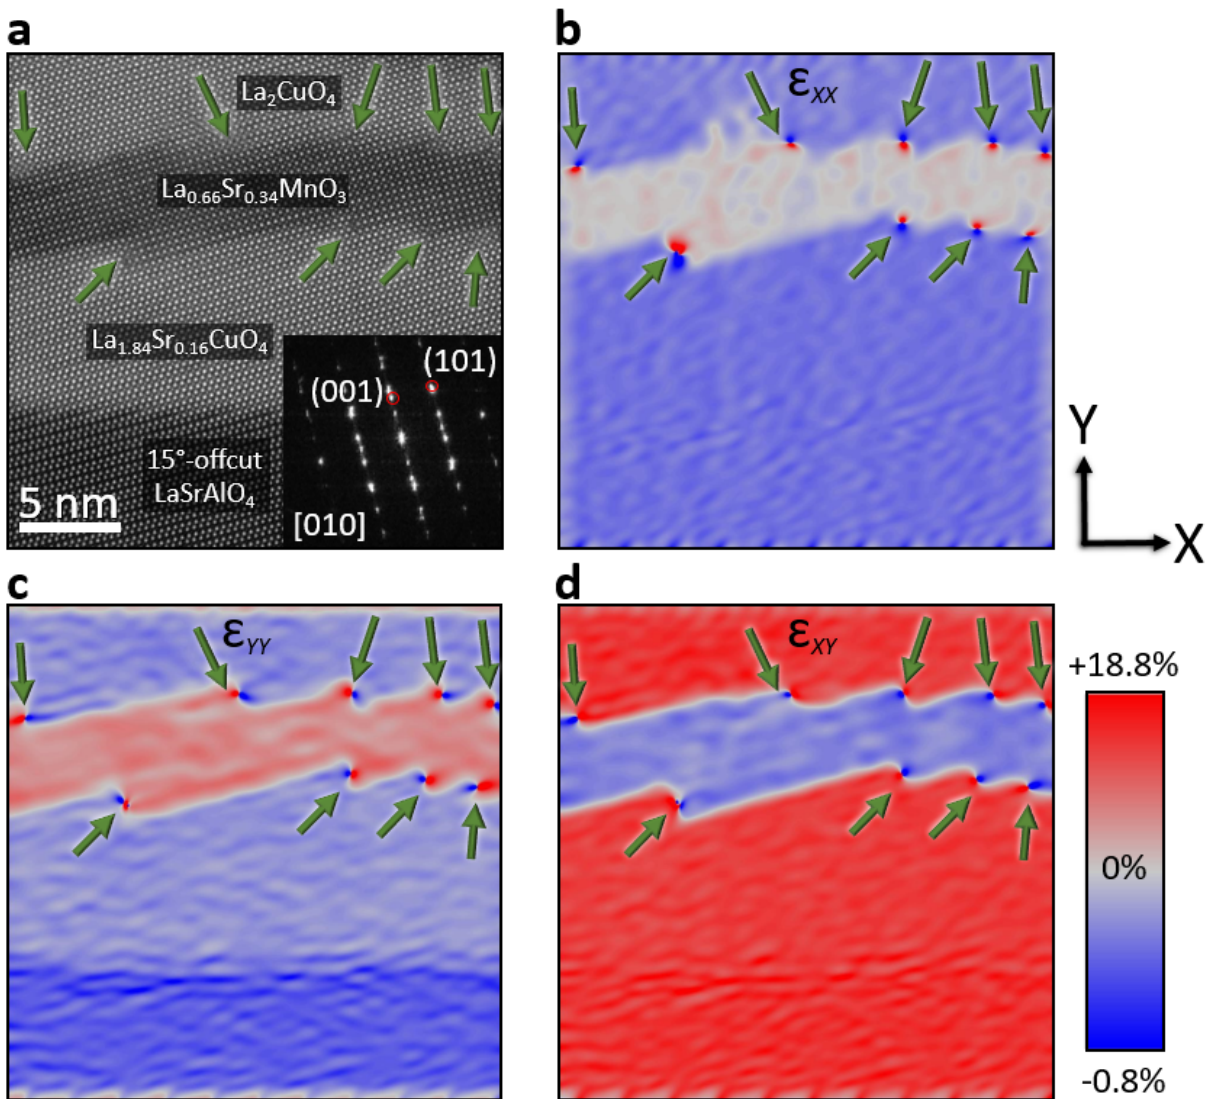 a
La₂CuO₄
La₀.₆₆Sr₀.₃₄MnO₃
La₁.₈₄Sr₀.₁₆CuO₄
15°-offcut
LaSrAlO₄
5 nm
(001)
(101)
[010]
b
εXX
Y
X
c
εYY
d
εXY
+18.8%
0%
-0.8%